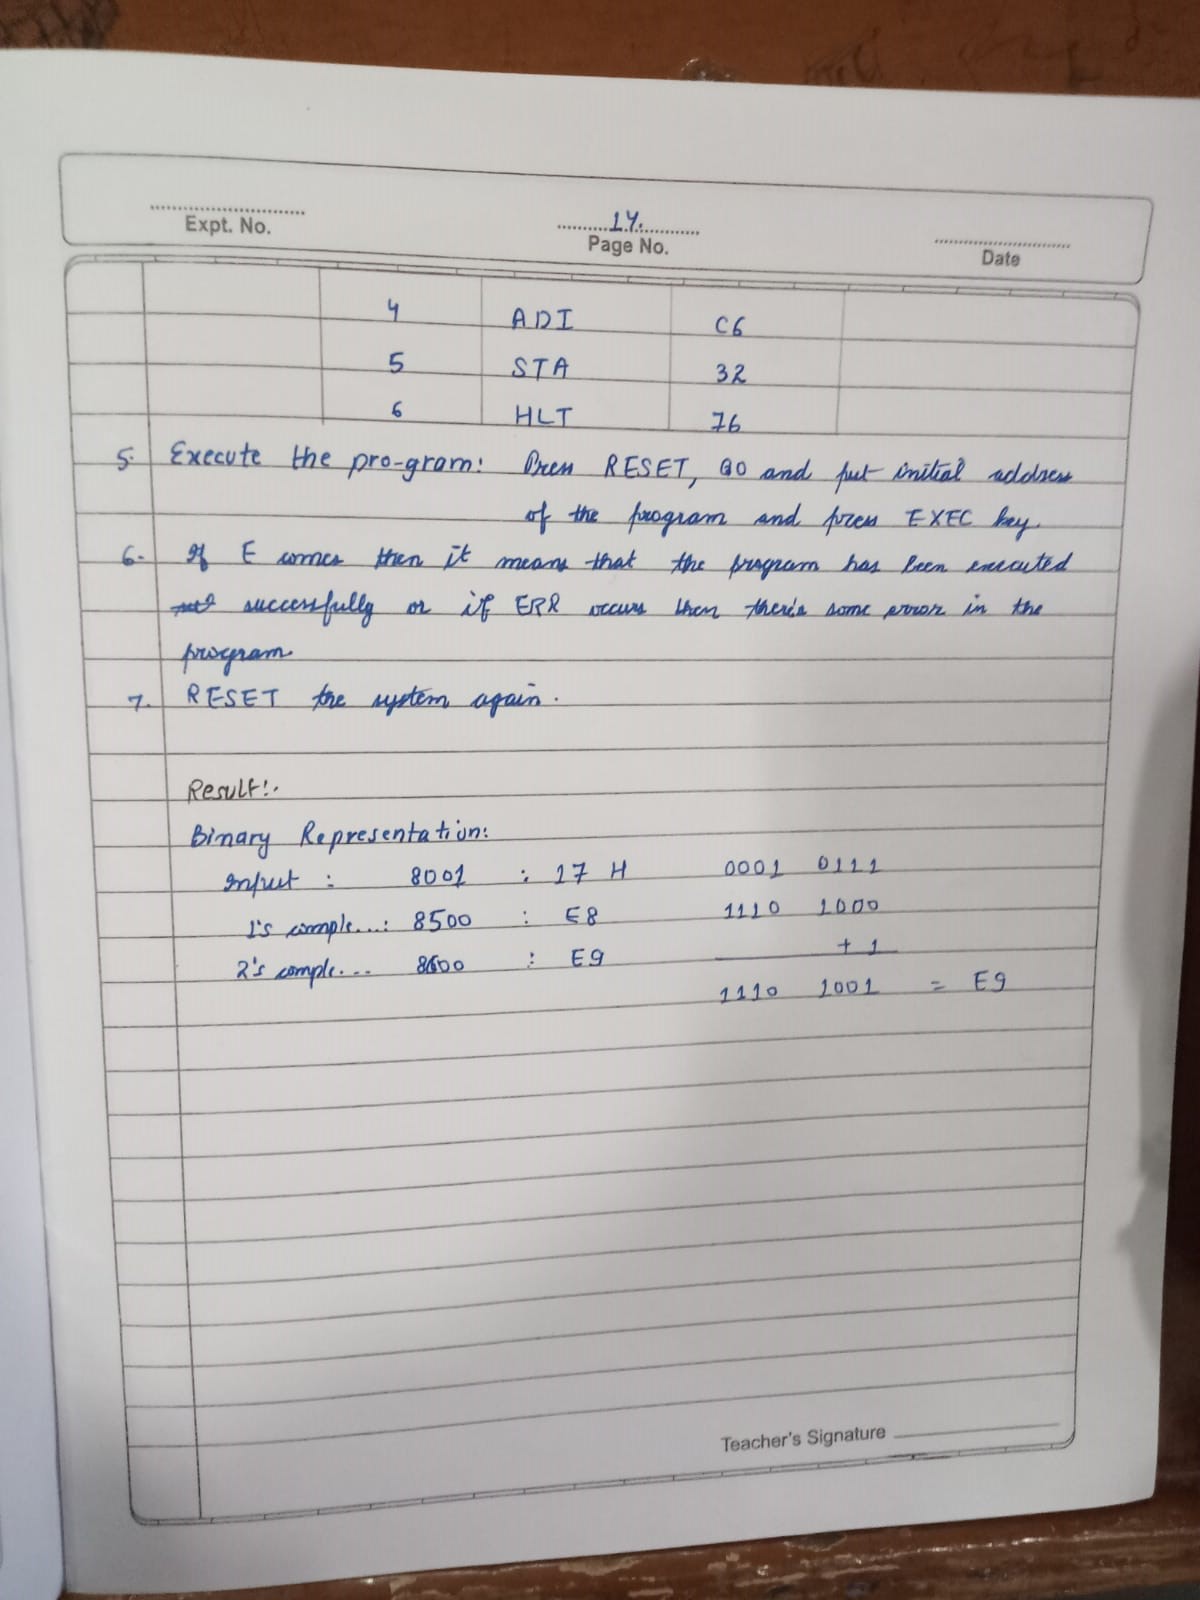 14.
Expt. No. Page No. Date
4 ADI C6
5 STA 32
6 HLT 76
5. Execute the pro-gram: Press RESET, GO and put initial address
of the program and press EXEC key.
6. If E comes then it means that the program has been executed
successfully or if ERR occurs then there's some error in the
program.
7. RESET the system again.
Result:.
Binary Representation:
Input : 8001 : 17 H 0001 0111
1's comple...: 8500 : E8 1110 1000
+ 1
2's comple... 8600 : E9
1110 1001 = E9
Teacher's Signature